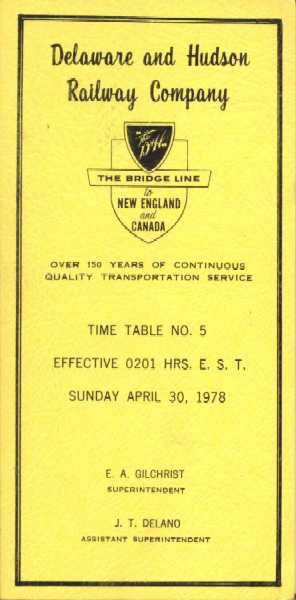 Delaware and Hudson
Railway Company
"The
D&H"
THE BRIDGE LINE
to
NEW ENGLAND
and
CANADA
OVER 150 YEARS OF CONTINUOUS
QUALITY TRANSPORTATION SERVICE
TIME TABLE NO. 5
EFFECTIVE 0201 HRS. E. S. T.
SUNDAY APRIL 30, 1978
E. A. GILCHRIST
SUPERINTENDENT
J. T. DELANO
ASSISTANT SUPERINTENDENT